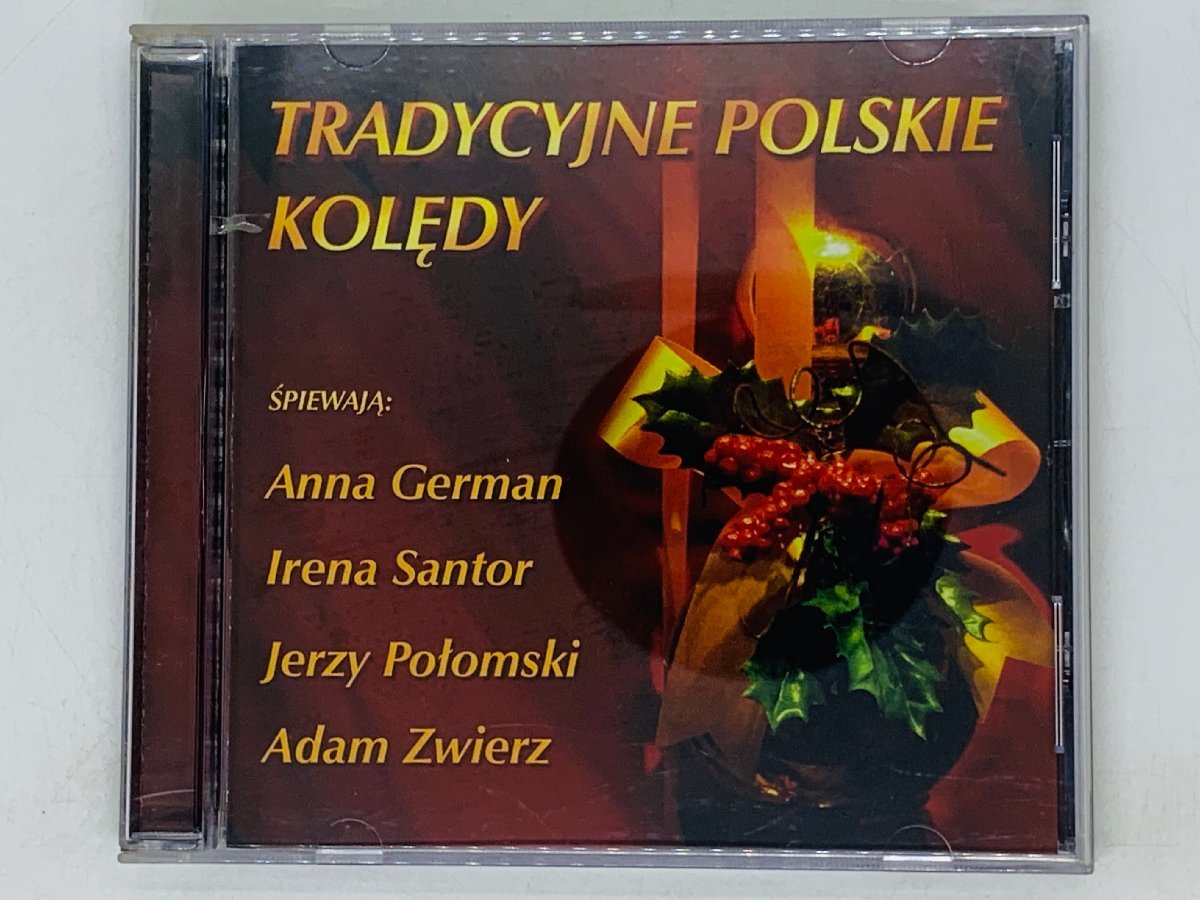 TRADYCYJNE POLSKIE
KOLĘDY
ŚPIEWAJĄ:
Anna German
Irena Santor
Jerzy Połomski
Adam Zwierz